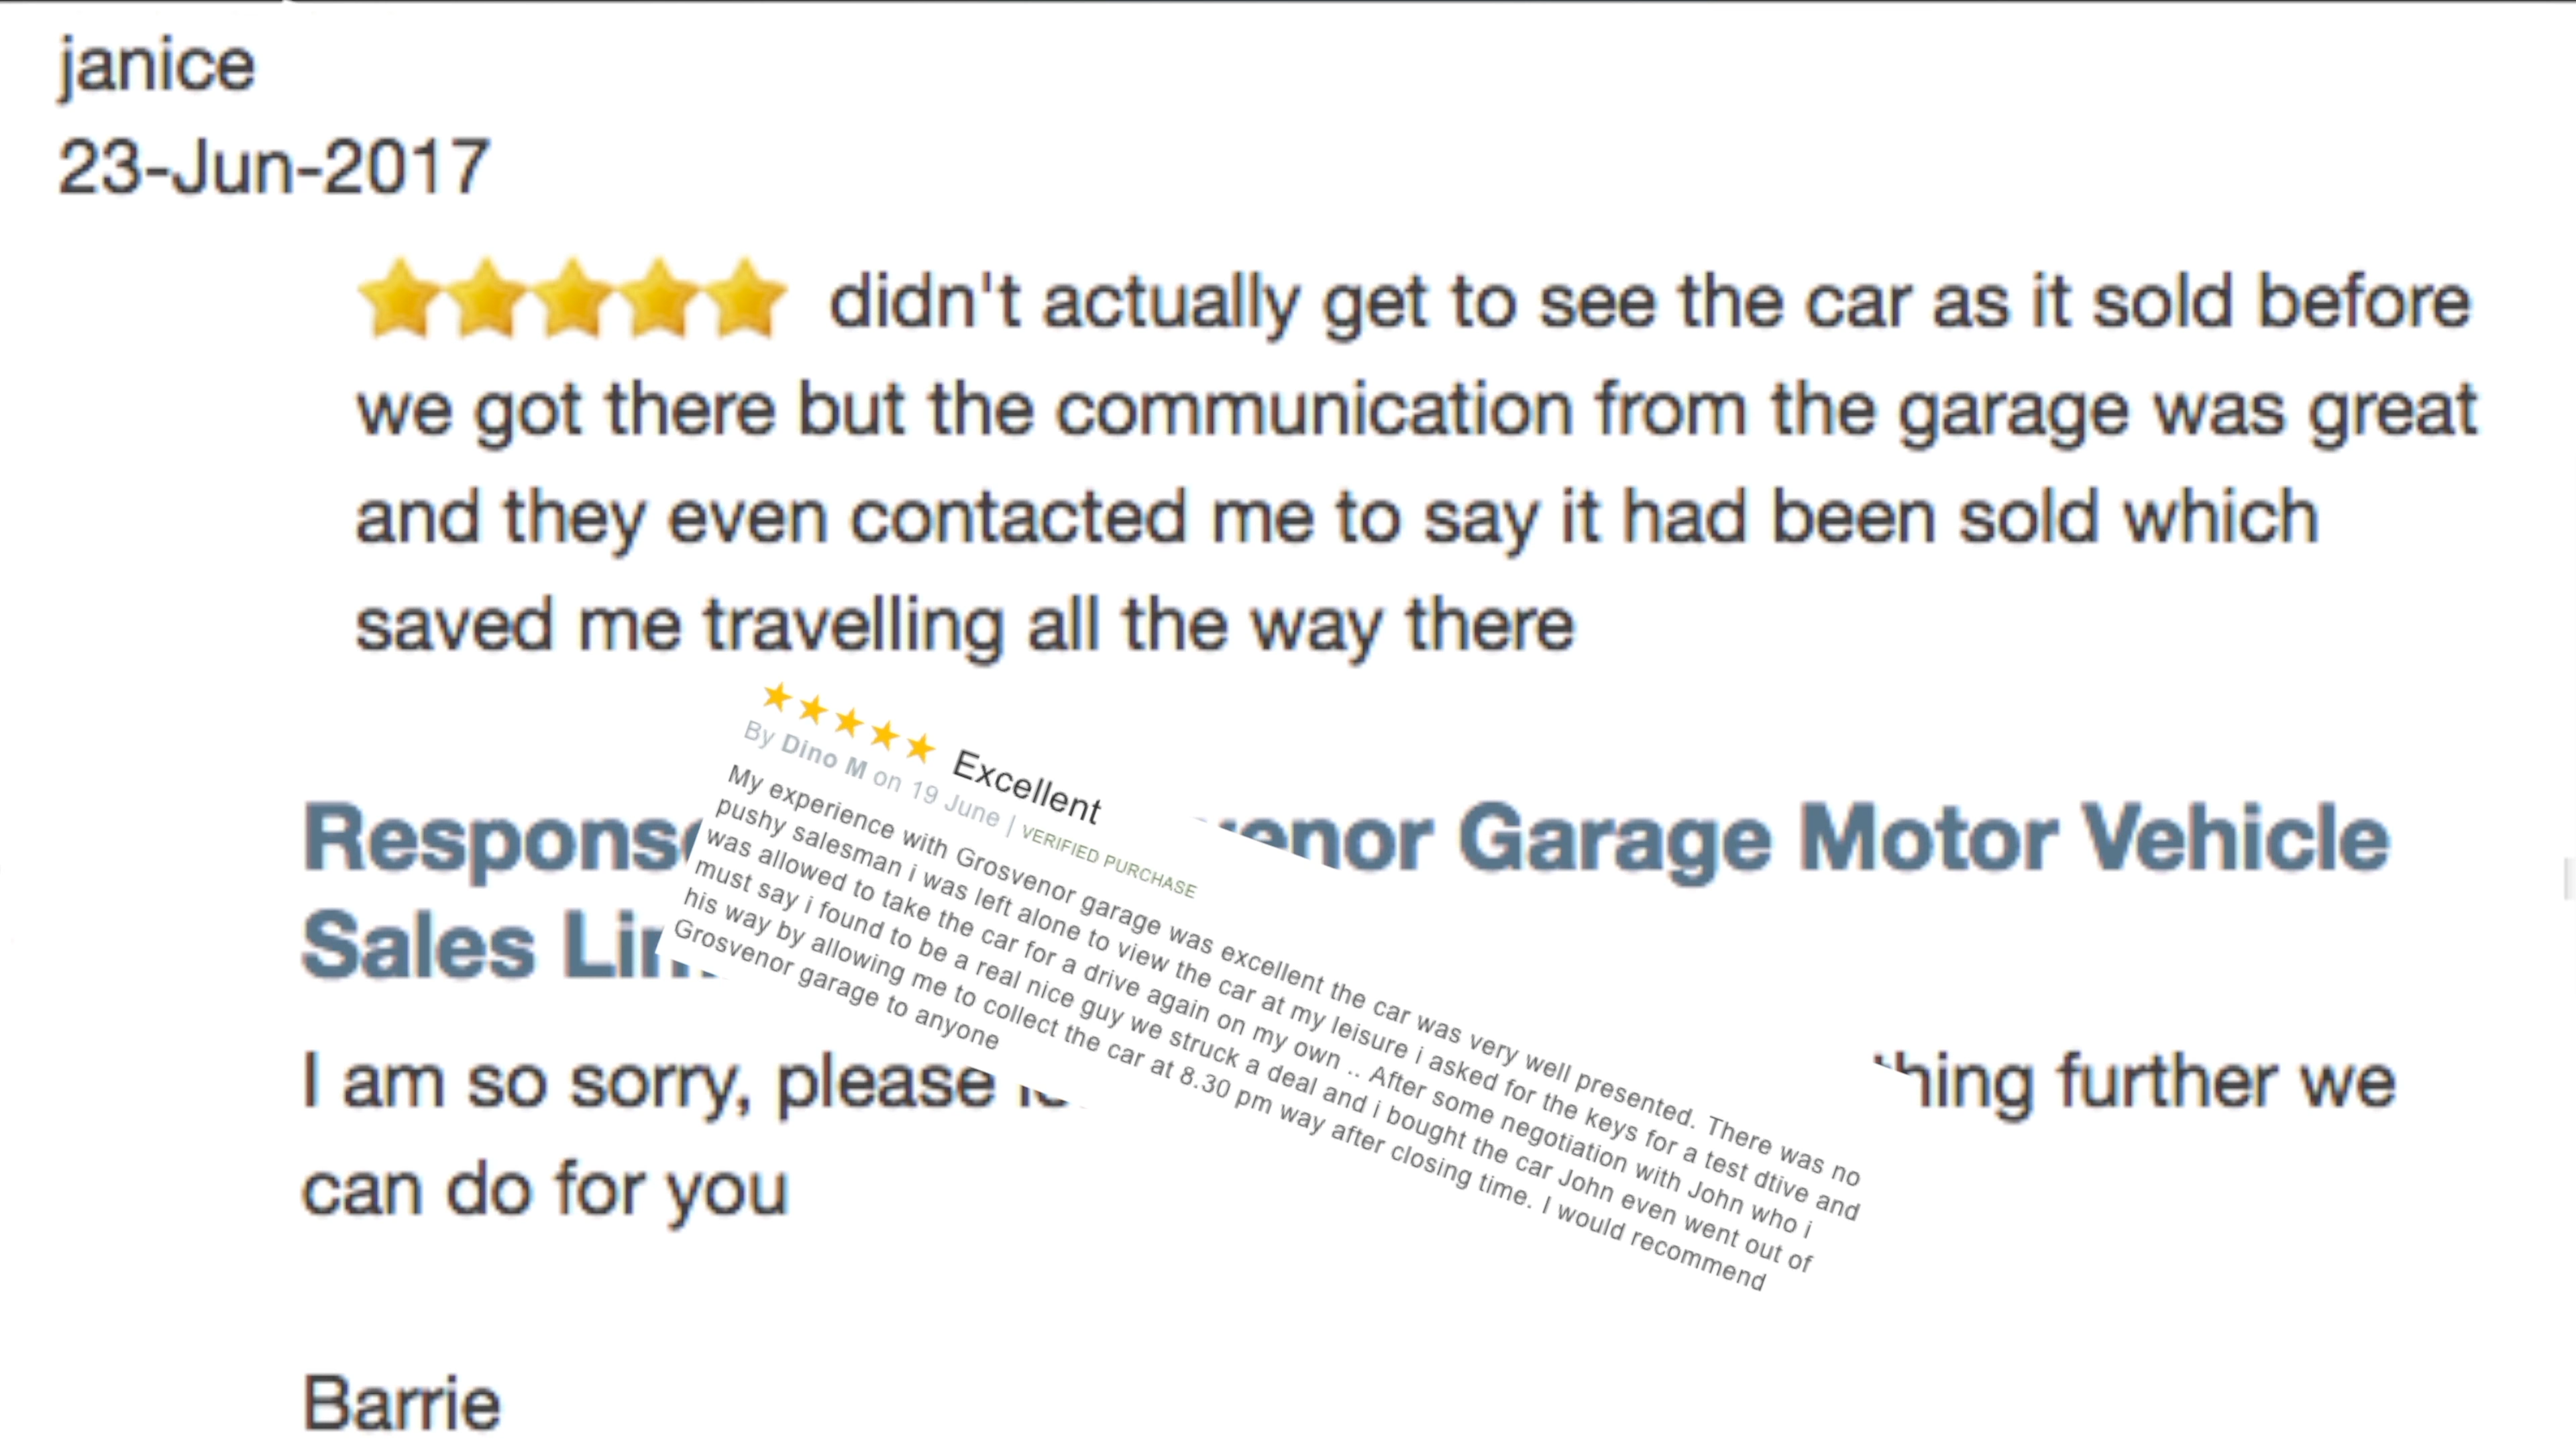 janice
23-Jun-2017
didn't actually get to see the car as it sold before
we got there but the communication from the garage was great
and they even contacted me to say it had been sold which
saved me travelling all the way there
Excellent
By Dino M on 19 June | VERIFIED PURCHASE
My experience with Grosvenor garage was excellent the car was very well presented. There was no
pushy salesman i was left alone to view the car at my leisure i asked for the keys for a test dtive and
was allowed to take the car for a drive again on my own .. After some negotiation with John who i
must say i found to be a real nice guy we struck a deal and i bought the car John even went out of
his way by allowing me to collect the car at 8.30 pm way after closing time. I would recommend
Grosvenor garage to anyone
Garage Motor Vehicle
Sales
I am so sorry, please further we
can do for you
Barrie